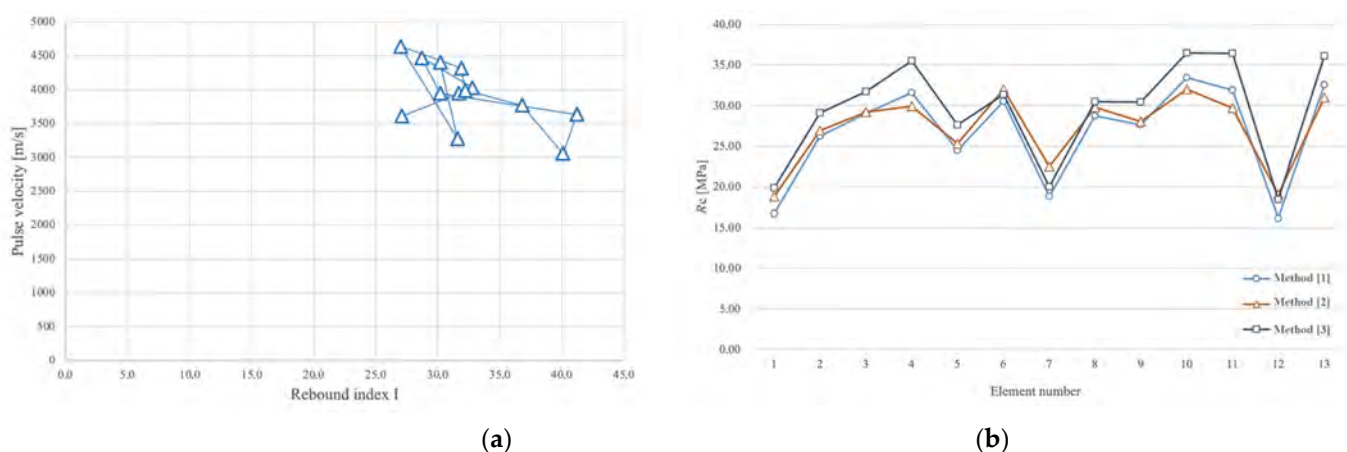 5000
4500
4000
3500
3000
2500
2000
1500
1000
500
0
Pulse velocity [m/s]
0.0 5.0 10.0 15.0 20.0 25.0 30.0 35.0 40.0 45.0
Rebound index I
(a)
40.00
35.00
30.00
25.00
20.00
15.00
10.00
5.00
0.00
Rc [MPa]
Method [1]
Method [2]
Method [3]
1 2 3 4 5 6 7 8 9 10 11 12 13
Element number
(b)